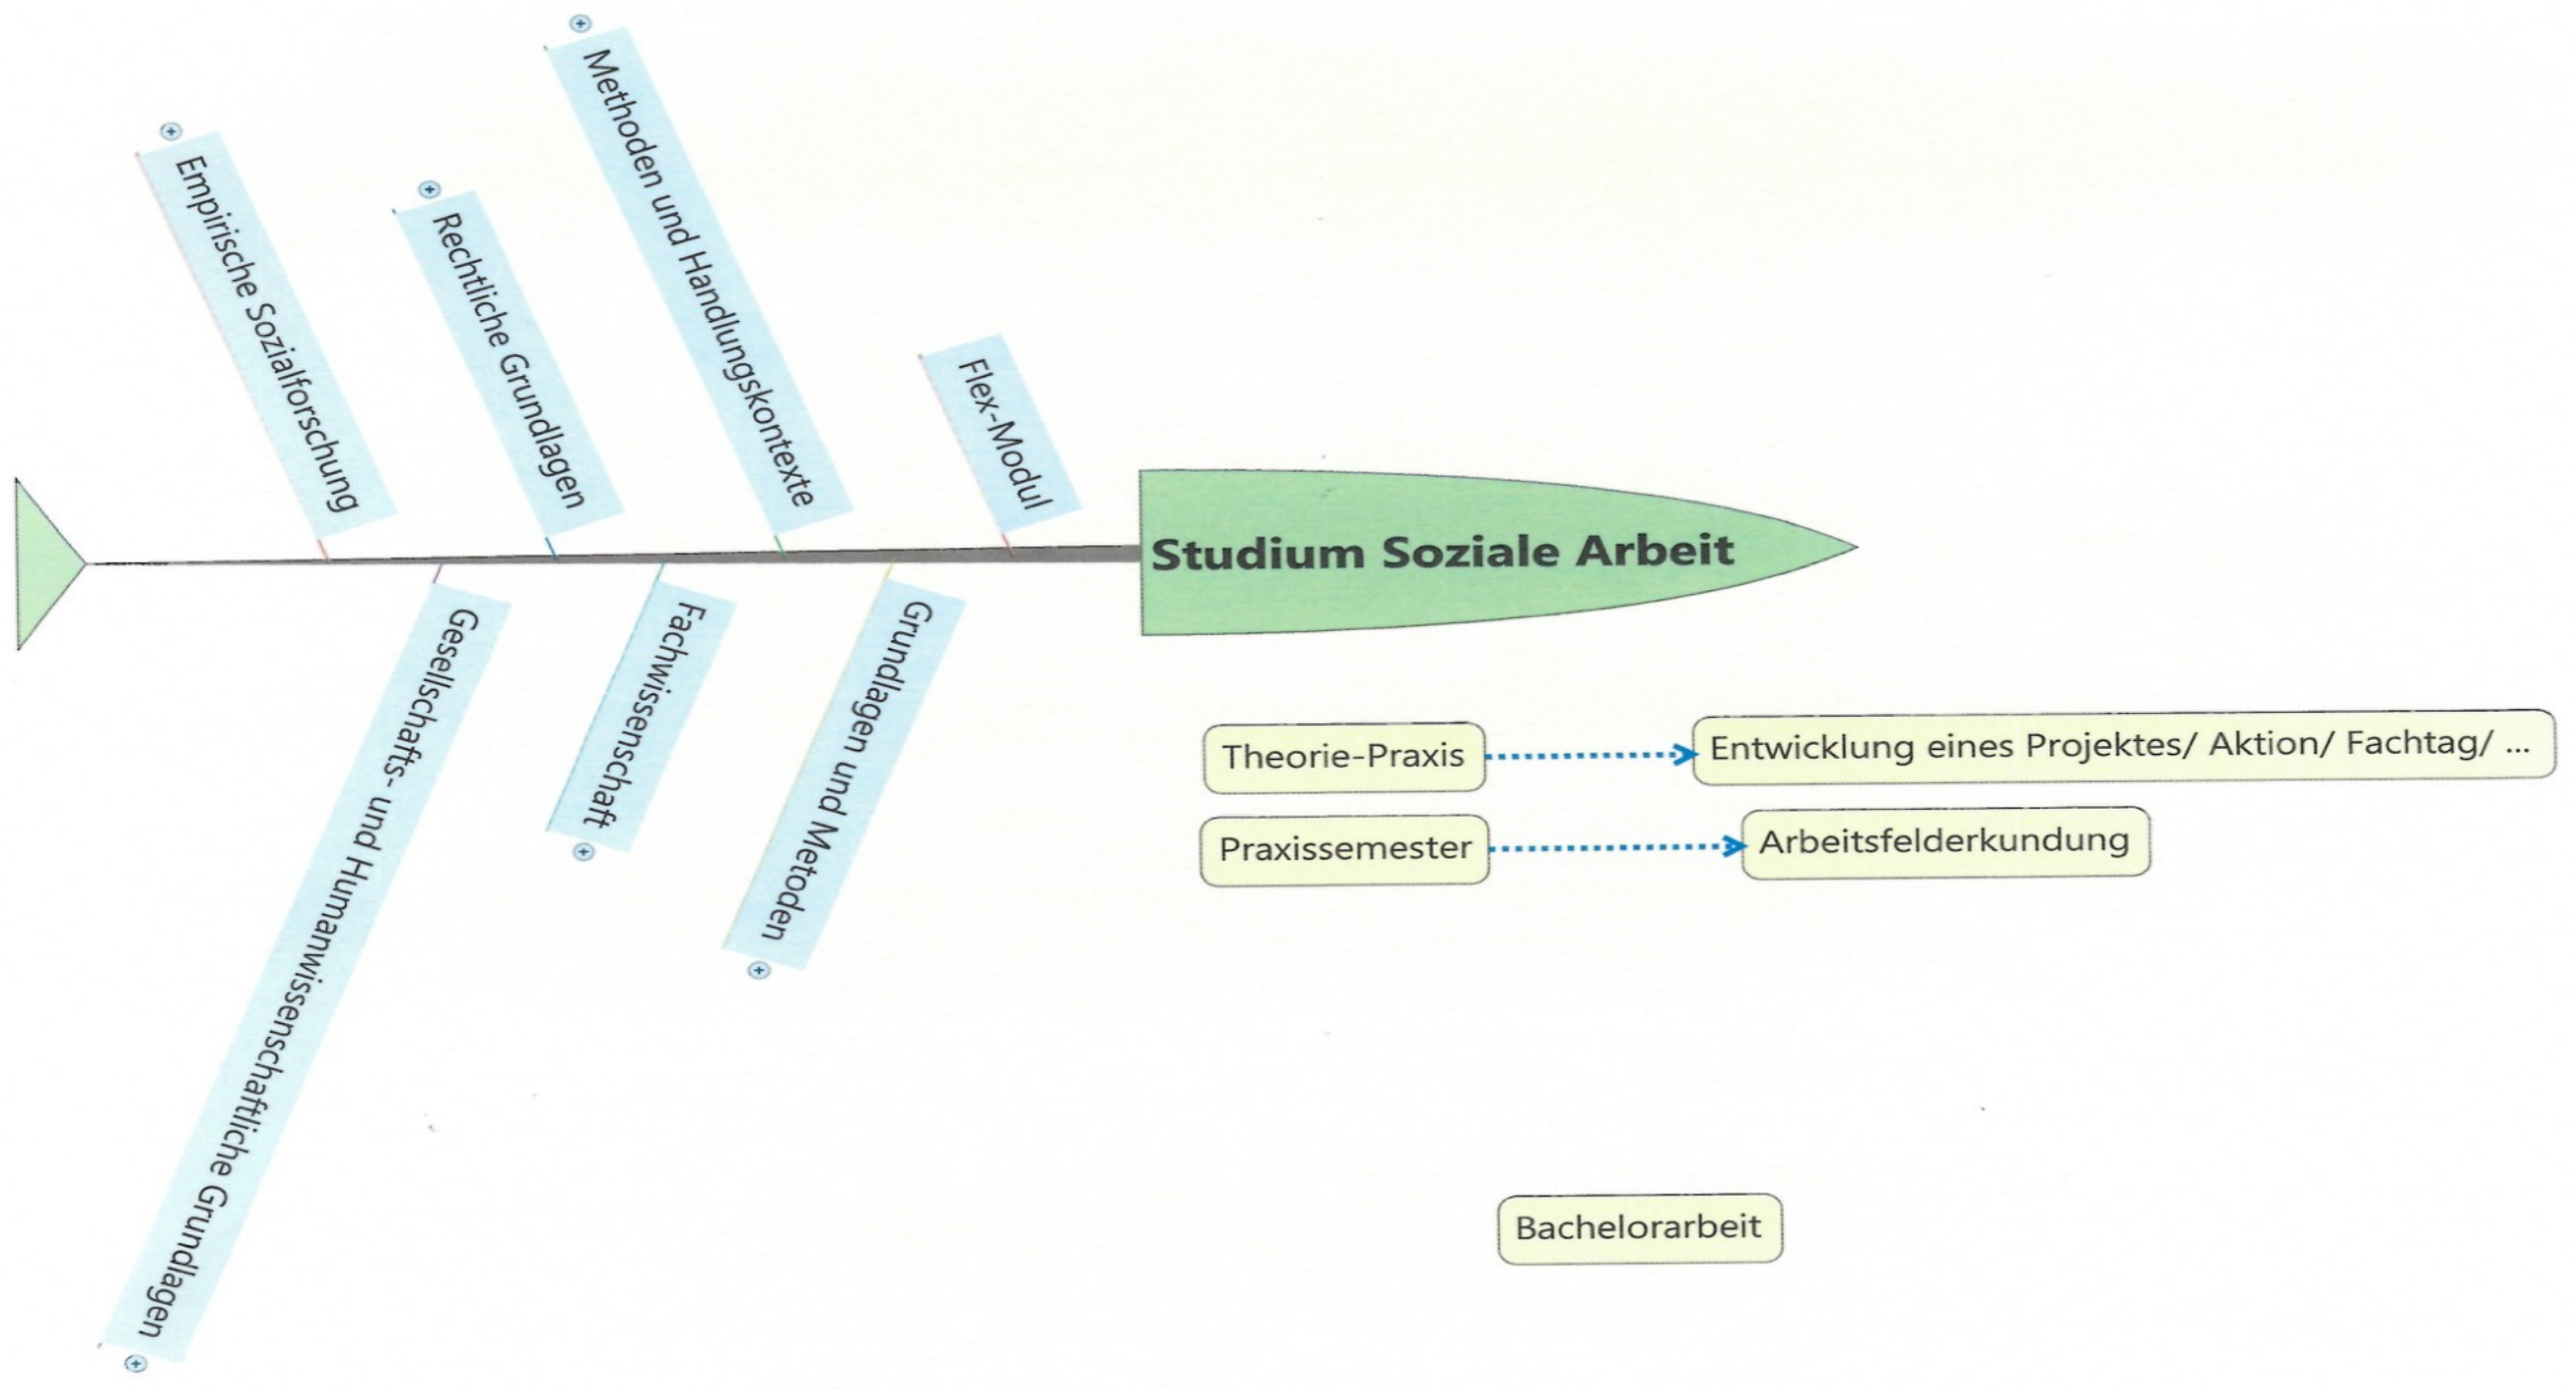 Empirische Sozialforschung
Rechtliche Grundlagen
Methoden und Handlungskontexte
Flex-Modul
Studium Soziale Arbeit
Gesellschafts- und Humanwissenschaftliche Grundlagen
Fachwissenschaft
Grundlagen und Metoden
Theorie-Praxis
Entwicklung eines Projektes/ Aktion/ Fachtag/ ...
Praxissemester
Arbeitsfelderkundung
Bachelorarbeit